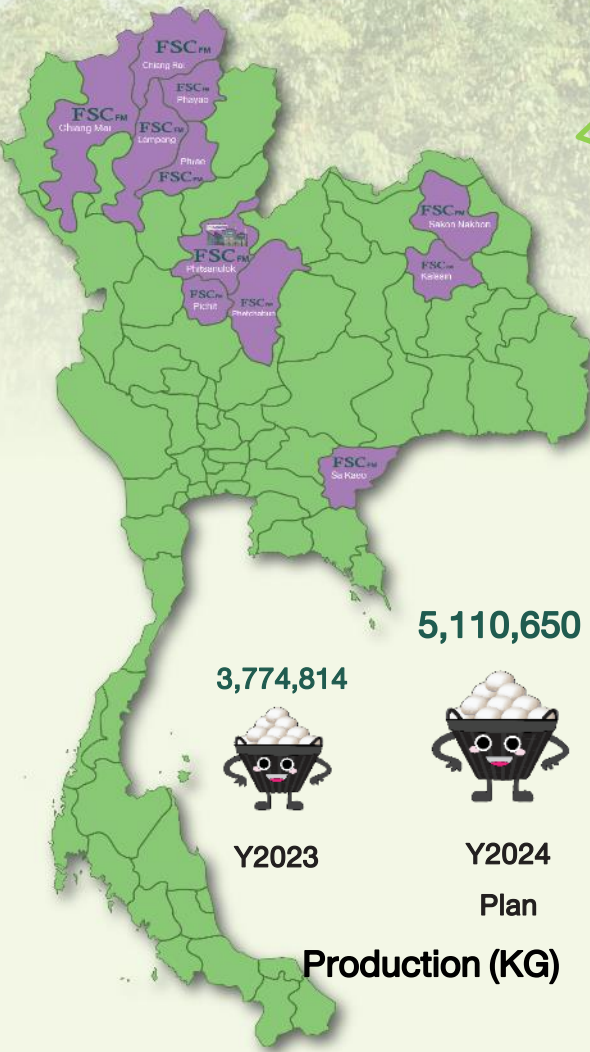 FSC FM
Chiang Rai
FSC FM
Phayao
FSC FM
Chiang Mai
FSC FM
Lampang
Phrae
FSC FM
FSC FM
Phitsanulok
FSC FM
Pichit
FSC FM
Phetchabun
FSC FM
Sakon Nakhon
FSC FM
Kalasin
FSC FM
Sa Kaeo
5,110,650
3,774,814
Y2023
Y2024
Plan
Production (KG)